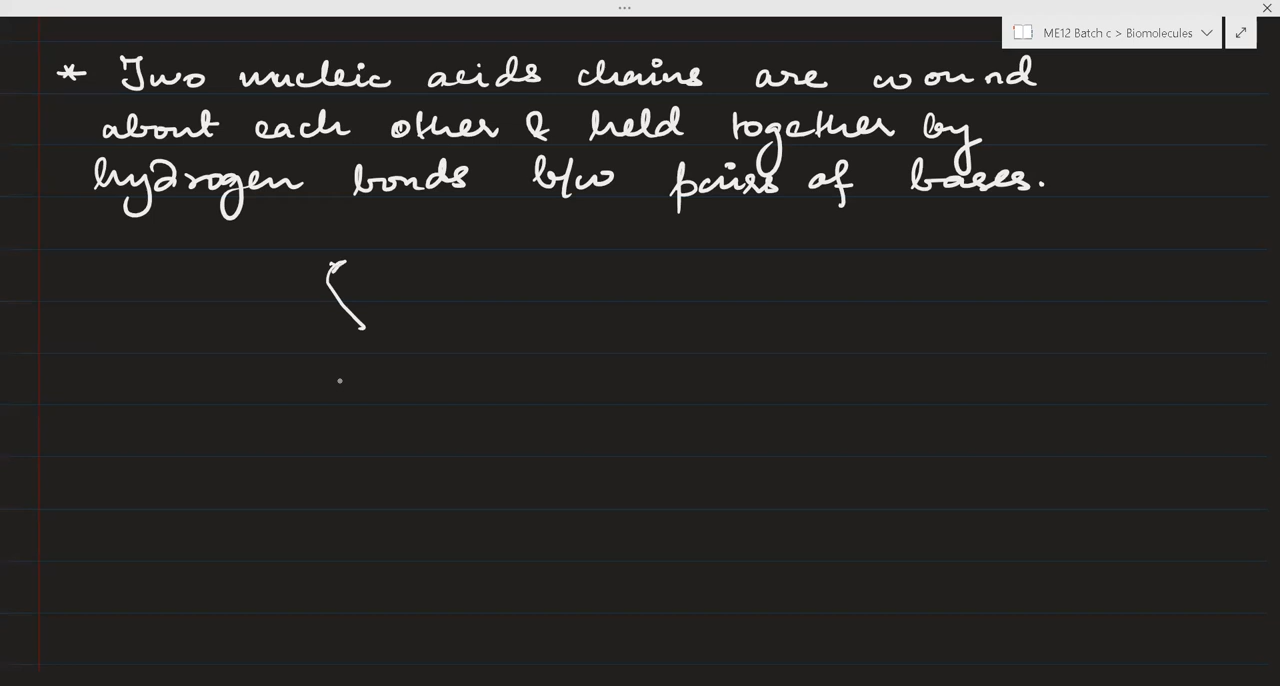 ME12 Batch c > Biomolecules
* Two nucleic acids chains are wound
about each other & held together by
hydrogen bonds b/w pairs of bases.